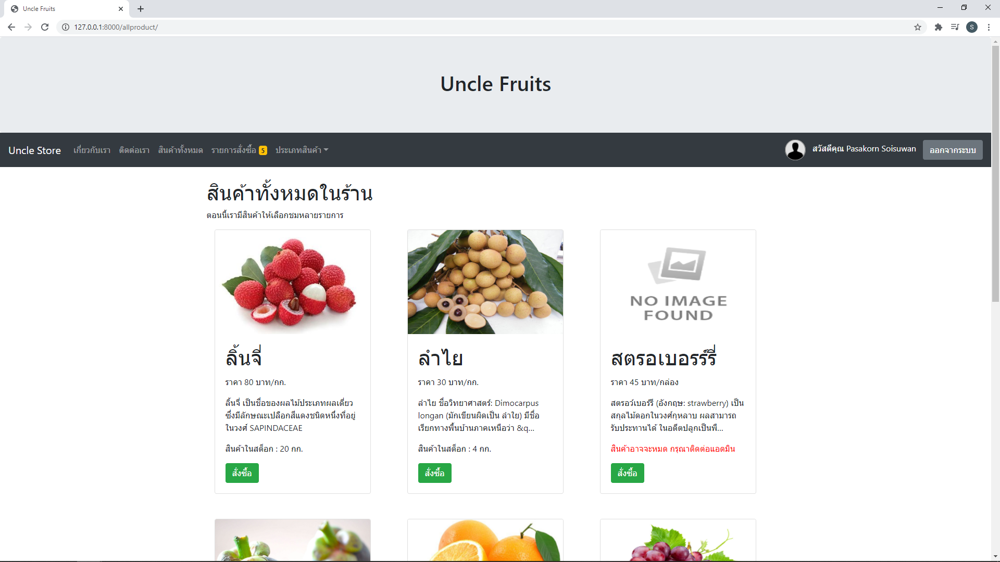 Uncle Fruits
127.0.0.1:8000/allproduct/
S
Uncle Fruits
Uncle Store
เกี่ยวกับเรา
ติดต่อเรา
สินค้าทั้งหมด
รายการสั่งซื้อ 5
ประเภทสินค้า
สวัสดีคุณ Pasakorn Soisuwan
ออกจากระบบ
สินค้าทั้งหมดในร้าน
ตอนนี้เรามีสินค้าให้เลือกชมหลายรายการ
ลิ้นจี่
ราคา 80 บาท/กก.
ลิ้นจี่ เป็นชื่อของผลไม้ประเภทผลเดี่ยว
ซึ่งมีลักษณะเปลือกสีแดงชนิดหนึ่งที่อยู่
ในวงศ์ SAPINDACEAE
สินค้าในสต็อก : 20 กก.
สั่งซื้อ
ลำไย
ราคา 30 บาท/กก.
ลำไย ชื่อวิทยาศาสตร์: Dimocarpus
longan (มักเขียนผิดเป็น ลำใย) มีชื่อ
เรียกทางพื้นบ้านภาคเหนือว่า &q...
สินค้าในสต็อก : 4 กก.
สั่งซื้อ
NO IMAGE
FOUND
สตรอเบอรร์รี่
ราคา 45 บาท/กล่อง
สตรอว์เบอร์รี (อังกฤษ: strawberry) เป็น
สกุลไม้ดอกในวงศ์กุหลาบ ผลสามารถ
รับประทานได้ ในอดีตปลูกเป็นพื...
สินค้าอาจจะหมด กรุณาติดต่อแอดมิน
สั่งซื้อ